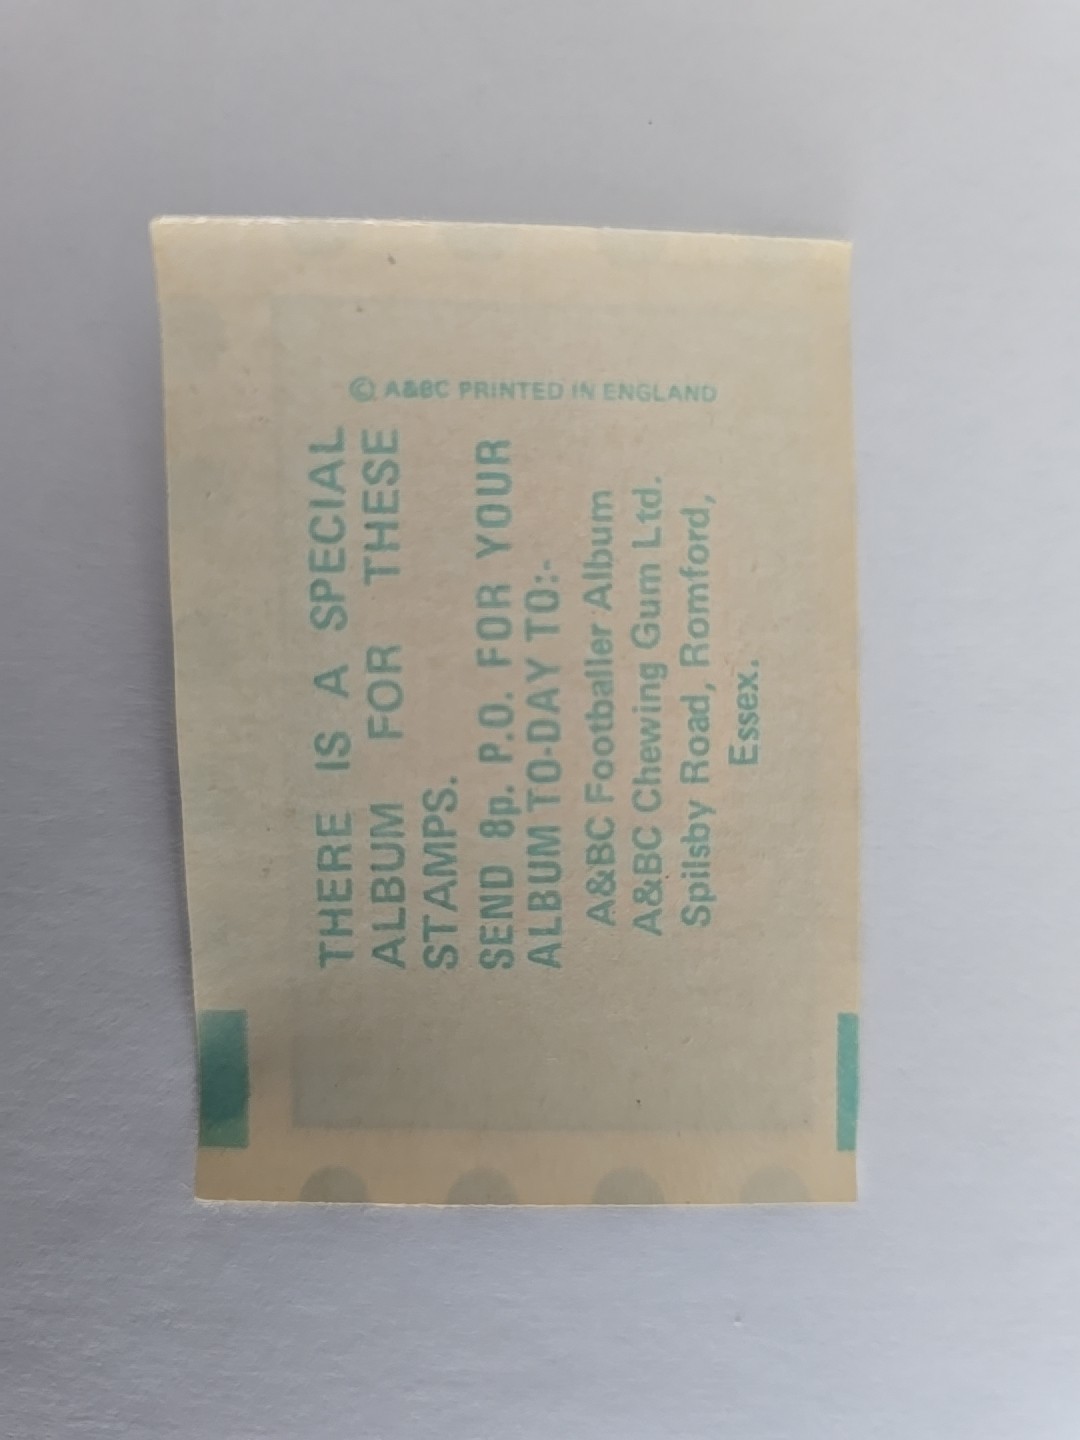 THERE IS A SPECIAL
ALBUM FOR THESE
STAMPS.
SEND 8p. P.O. FOR YOUR
ALBUM TO-DAY TO:-
A&BC Footballer Album
A&BC Chewing Gum Ltd.
Spilsby Road, Romford,
Essex.
© A&BC PRINTED IN ENGLAND